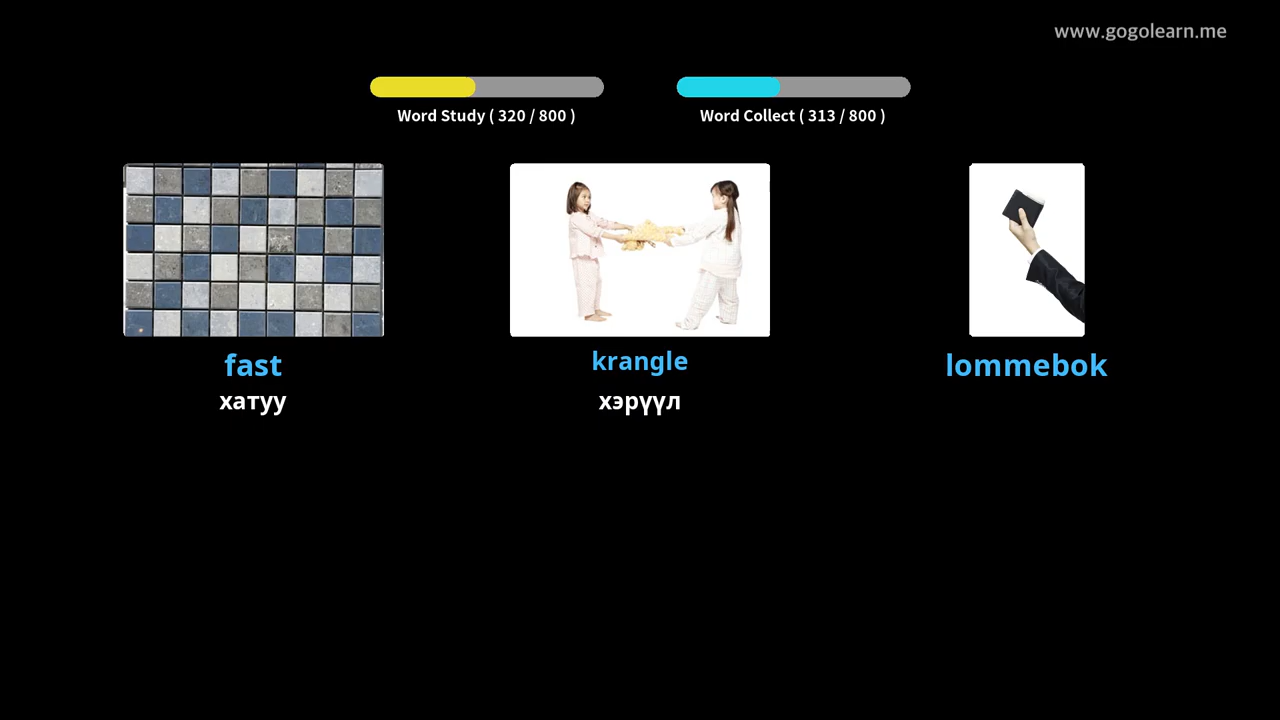 www.gogolearn.me
Word Study ( 320 / 800 )
Word Collect ( 313 / 800 )
fast
хатуу
krangle
хэрүүл
lommebok